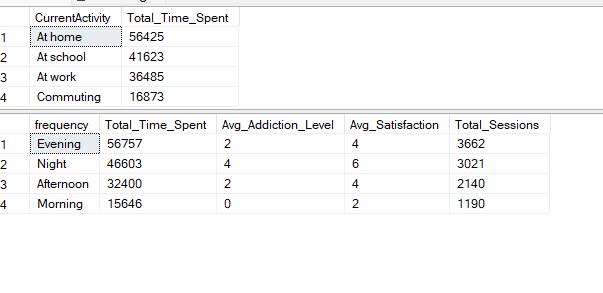 CurrentActivity Total_Time_Spent
1 At home 56425
2 At school 41623
3 At work 36485
4 Commuting 16873
frequency Total_Time_Spent Avg_Addiction_Level Avg_Satisfaction Total_Sessions
1 Evening 56757 2 4 3662
2 Night 46603 4 6 3021
3 Afternoon 32400 2 4 2140
4 Morning 15646 0 2 1190